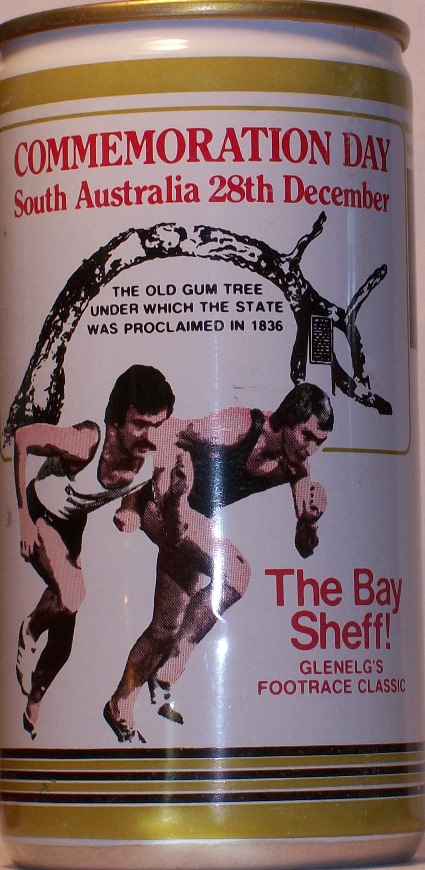 COMMEMORATION DAY
South Australia 28th December
THE OLD GUM TREE
UNDER WHICH THE STATE
WAS PROCLAIMED IN 1836
The Bay
Sheff!
GLENELG'S
FOOTRACE CLASSIC